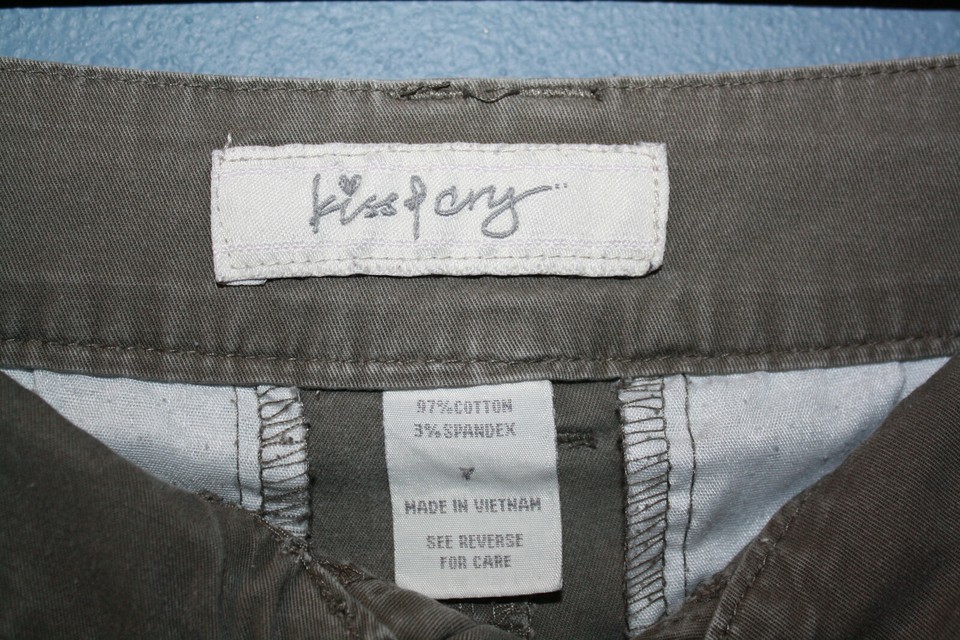 kiss & cry
97%COTTON
3%SPANDEX
MADE IN VIETNAM
SEE REVERSE
FOR CARE